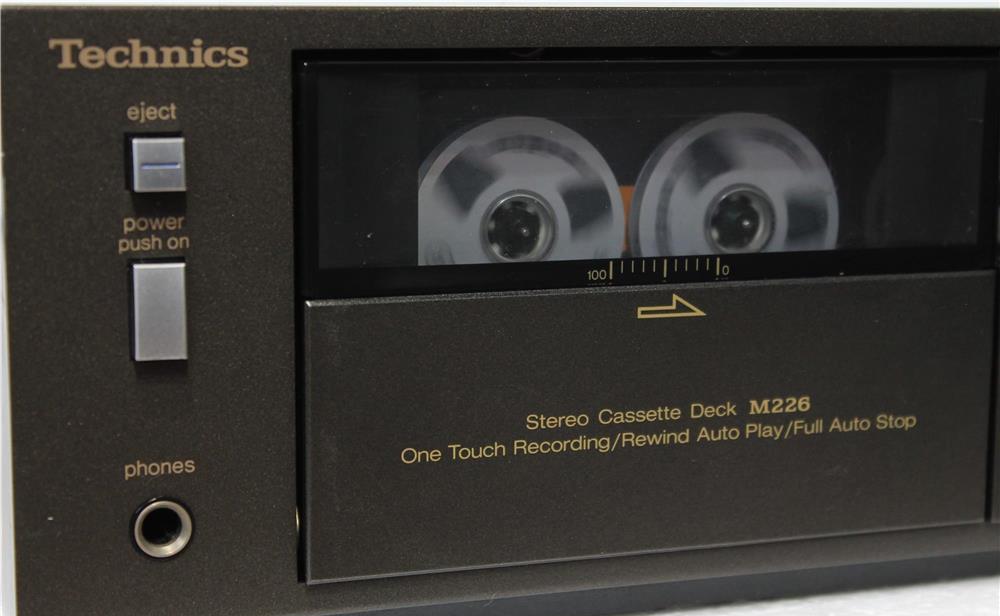 Technics
eject
power
push on
phones
100 0
Stereo Cassette Deck M226
One Touch Recording/Rewind Auto Play/Full Auto Stop